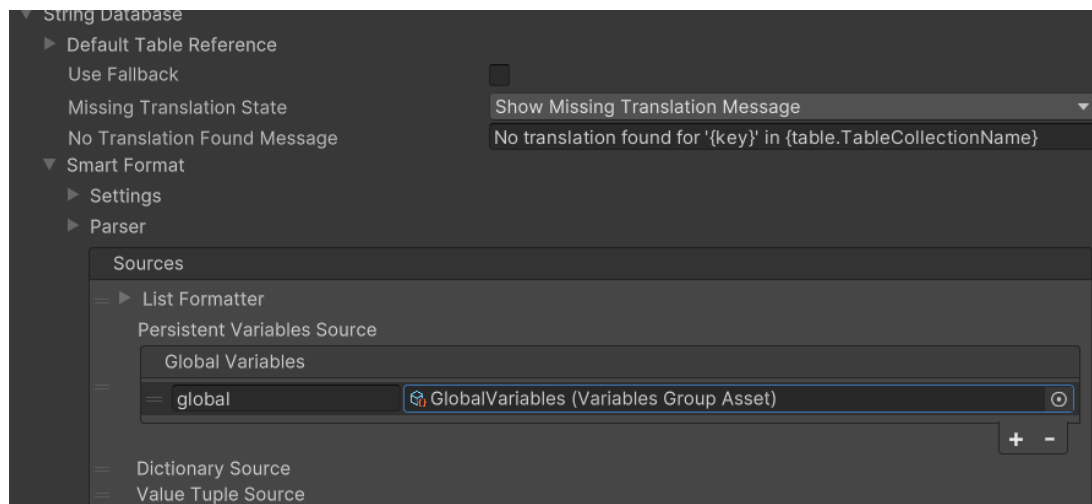 String Database
Default Table Reference
Use Fallback
Missing Translation State Show Missing Translation Message
No Translation Found Message No translation found for '{key}' in {table.TableCollectionName}
Smart Format
Settings
Parser
Sources
List Formatter
Persistent Variables Source
Global Variables
global GlobalVariables (Variables Group Asset)
+ -
Dictionary Source
Value Tuple Source